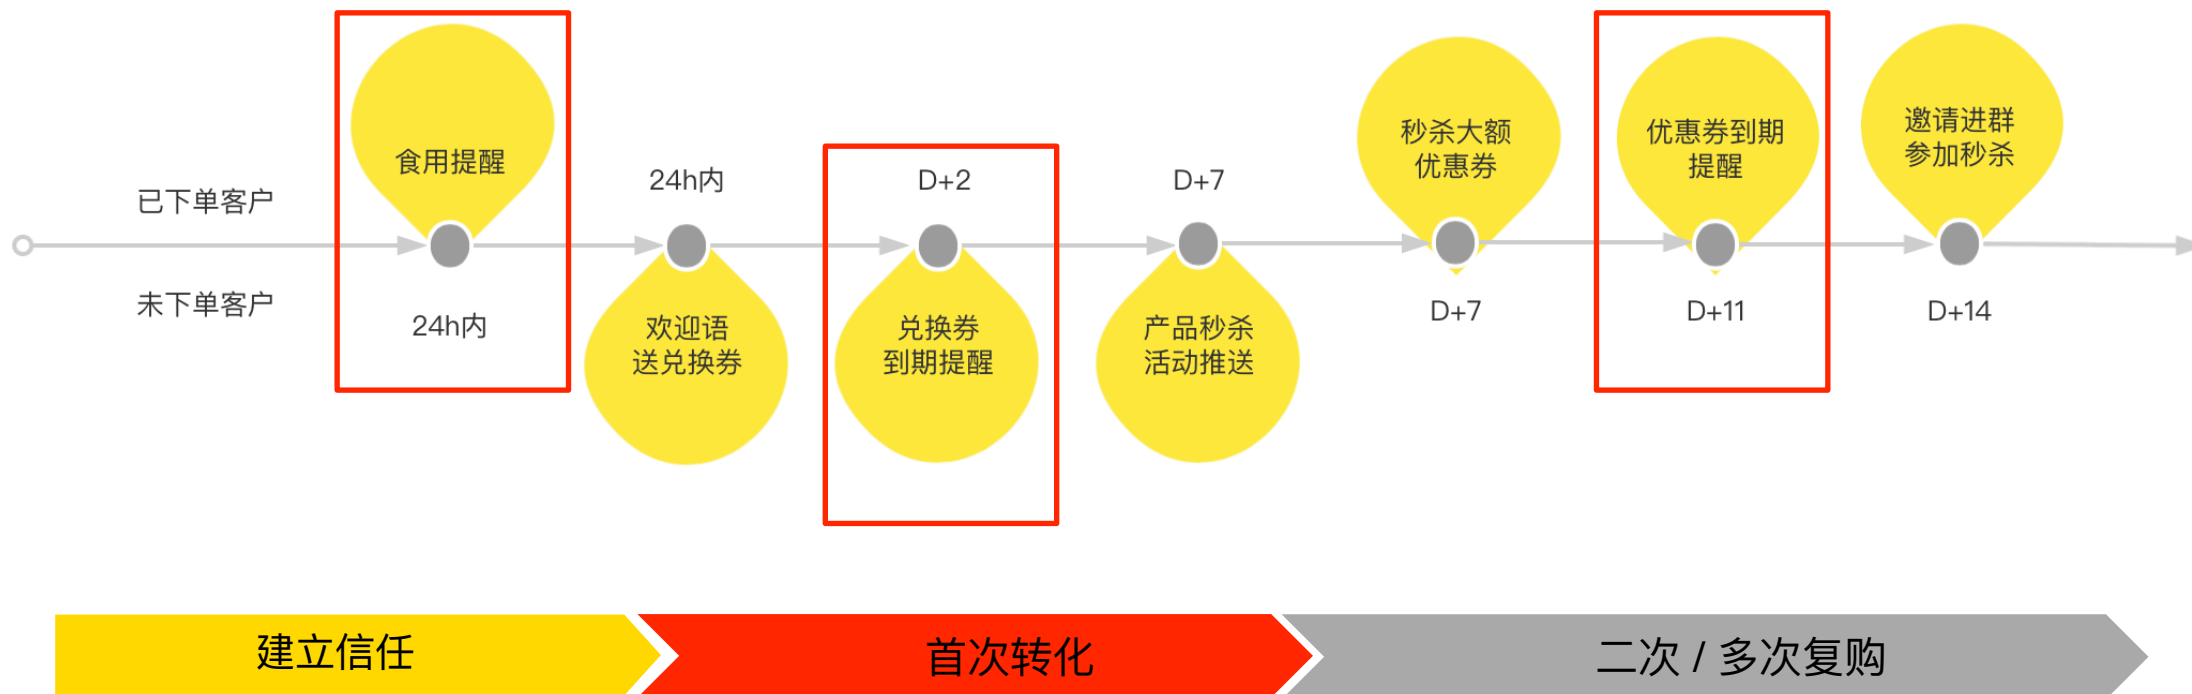 已下单客户
未下单客户
食用提醒
24h内
24h内
欢迎语
送兑换券
D+2
兑换券
到期提醒
D+7
产品秒杀
活动推送
秒杀大额
优惠券
D+7
优惠券到期
提醒
D+11
邀请进群
参加秒杀
D+14
建立信任
首次转化
二次 / 多次复购